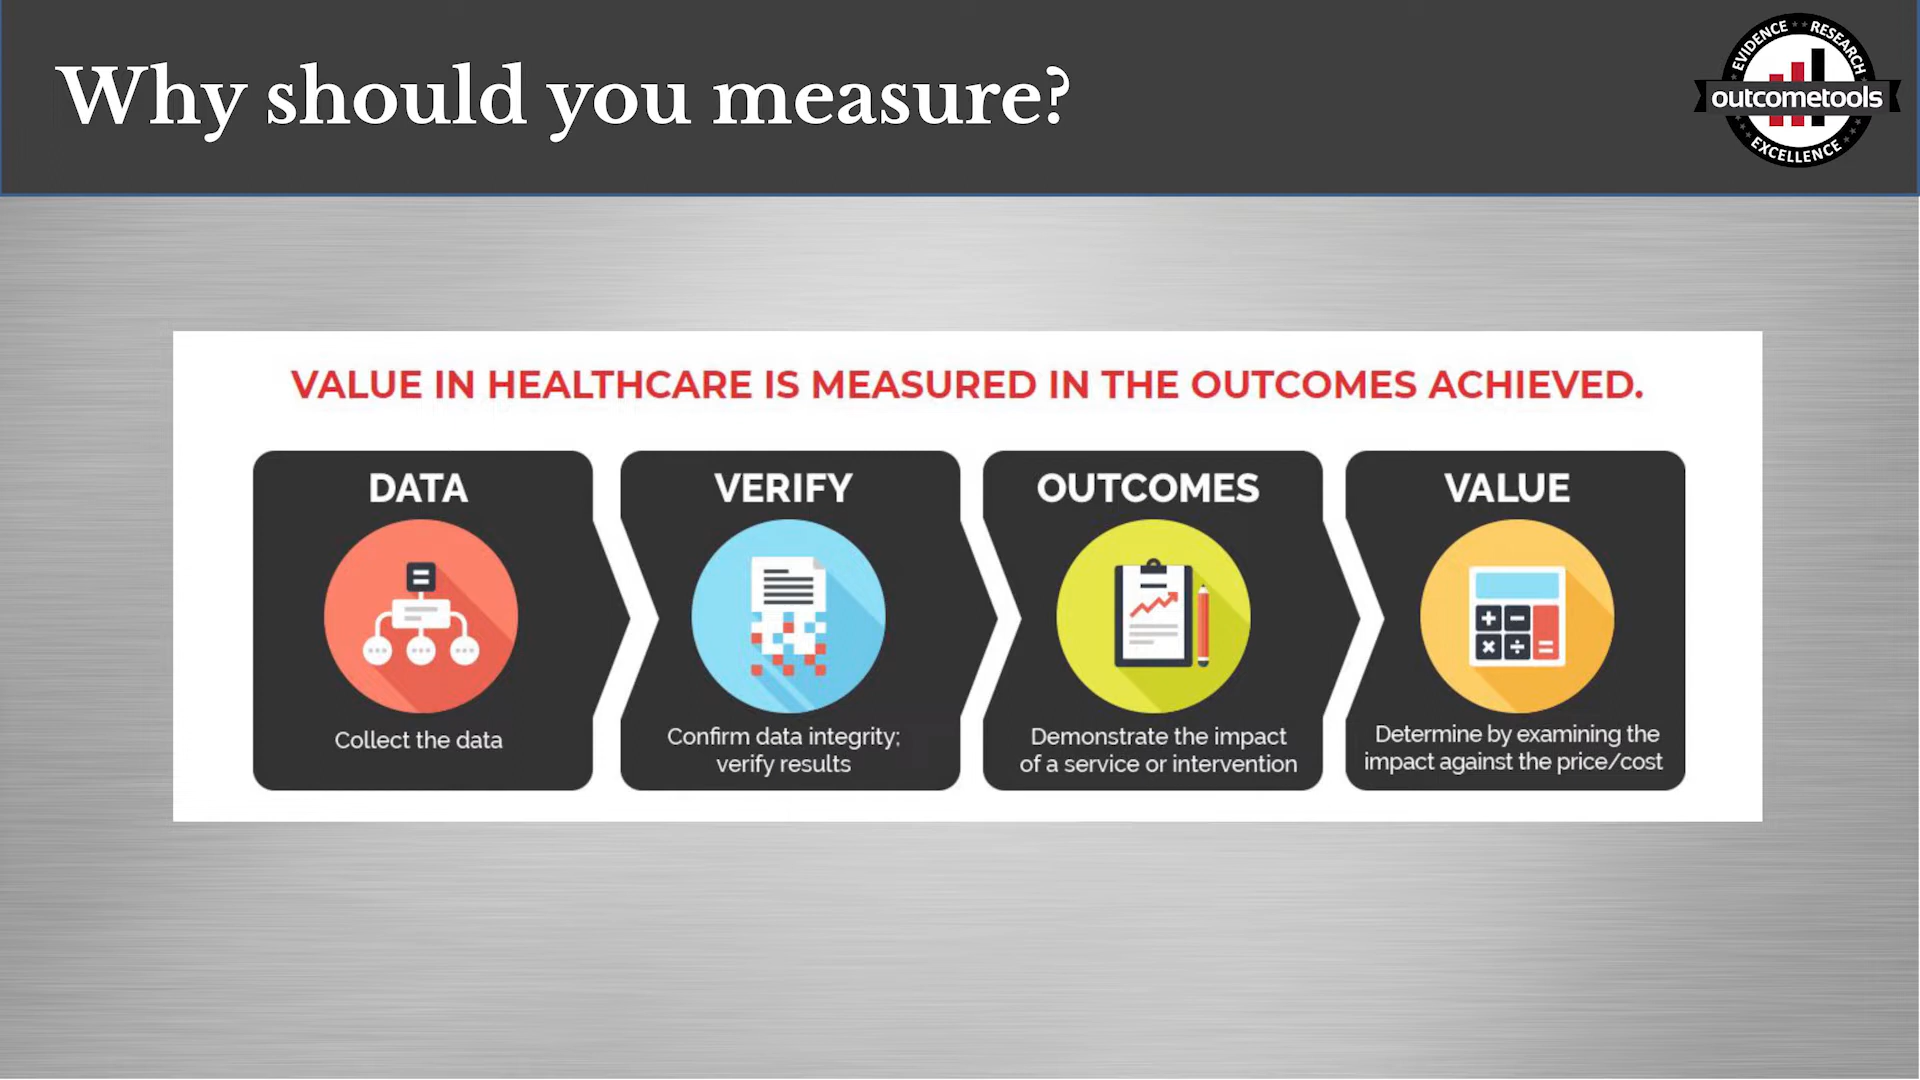 Why should you measure?
EVIDENCE ** RESEARCH
outcometools
EXCELLENCE
VALUE IN HEALTHCARE IS MEASURED IN THE OUTCOMES ACHIEVED.
DATA
Collect the data
VERIFY
Confirm data integrity;
verify results
OUTCOMES
Demonstrate the impact
of a service or intervention
VALUE
Determine by examining the
impact against the price/cost